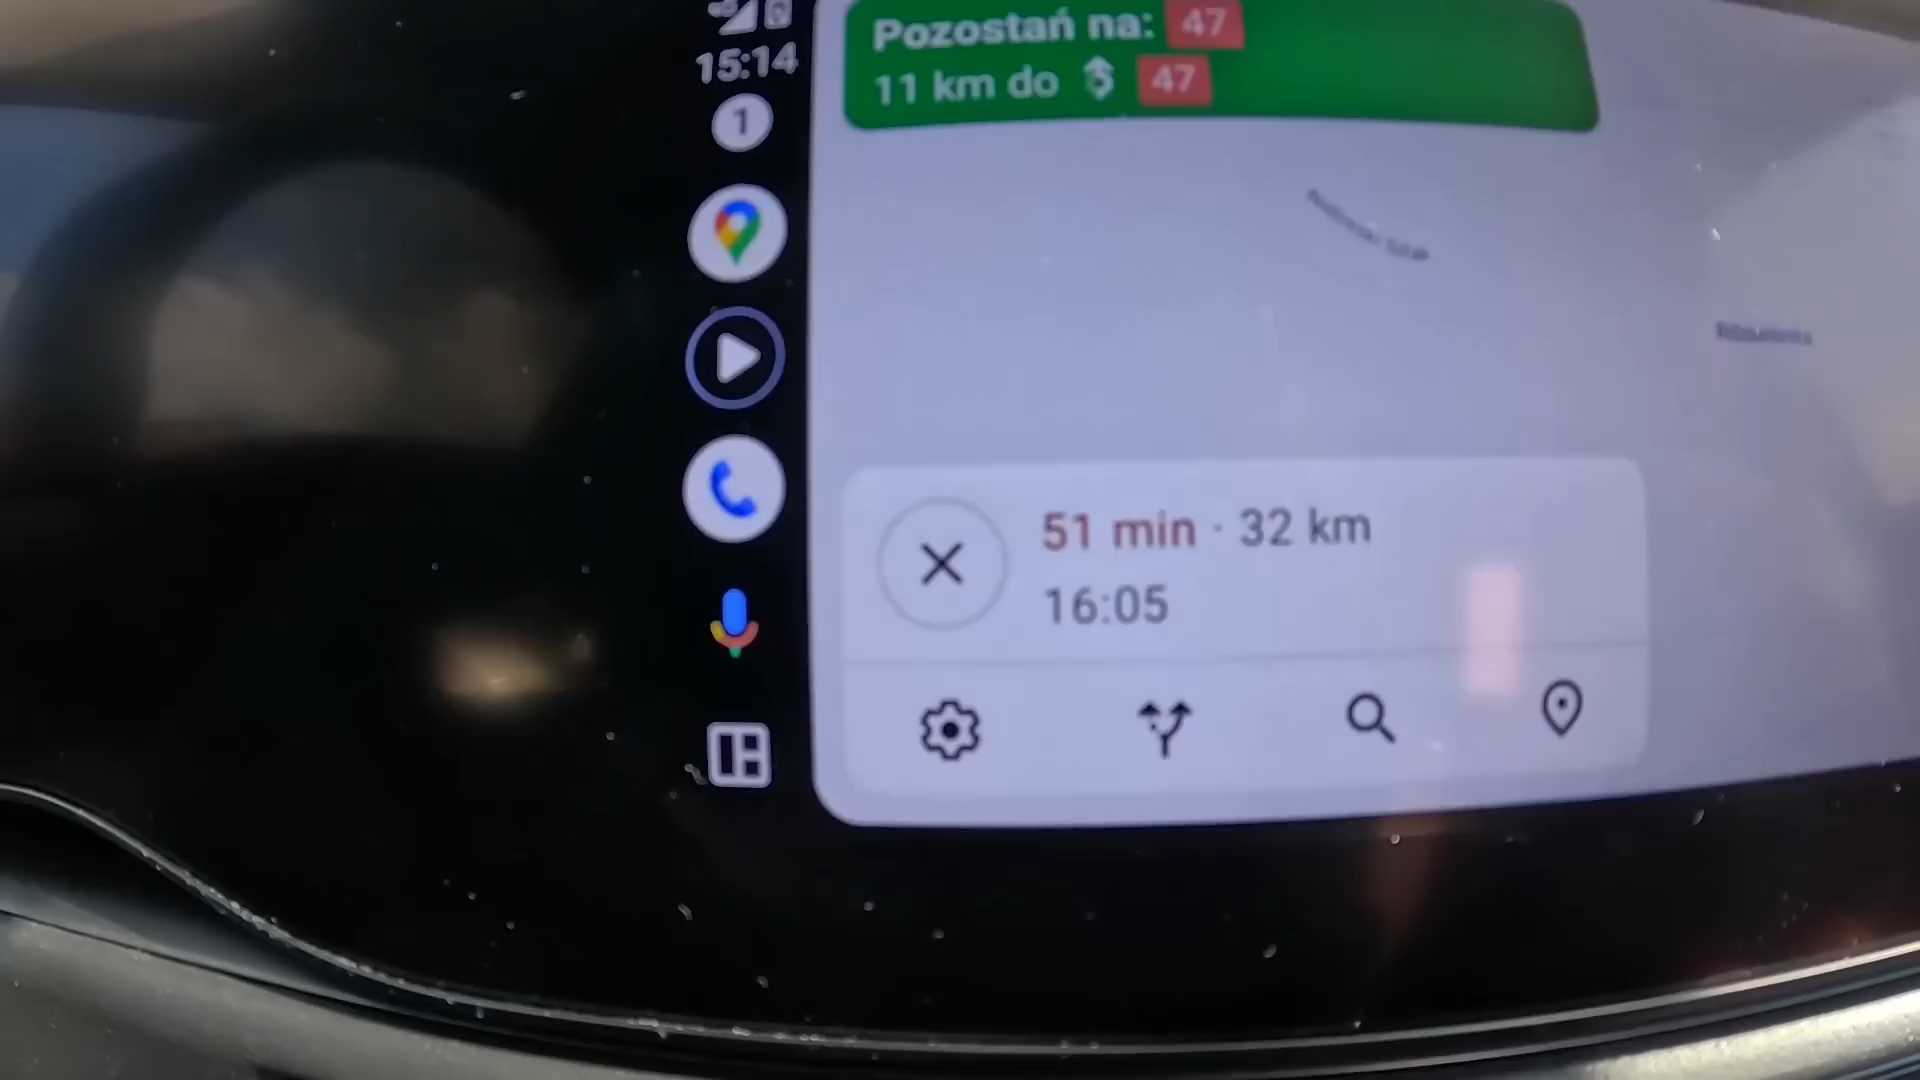 15:14
1
Pozostań na: 47
11 km do 47
51 min · 32 km
16:05